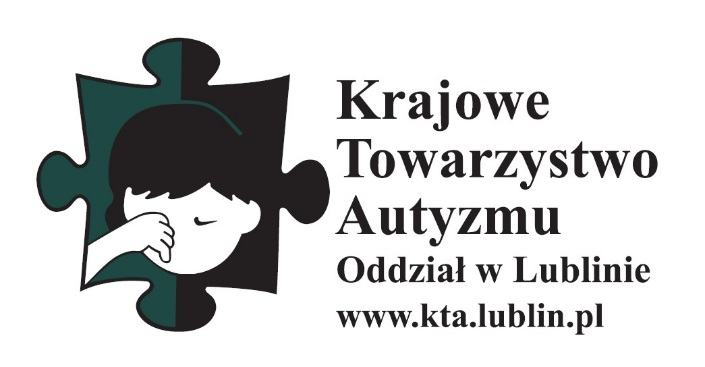 Krajowe
Towarzystwo
Autyzmu
Oddział w Lublinie
www.kta.lublin.pl